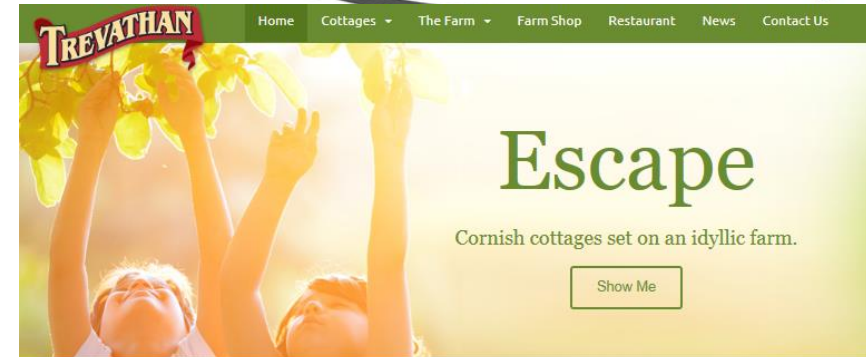 TREVATHAN
Home Cottages The Farm Farm Shop Restaurant News Contact Us
Escape
Cornish cottages set on an idyllic farm.
Show Me